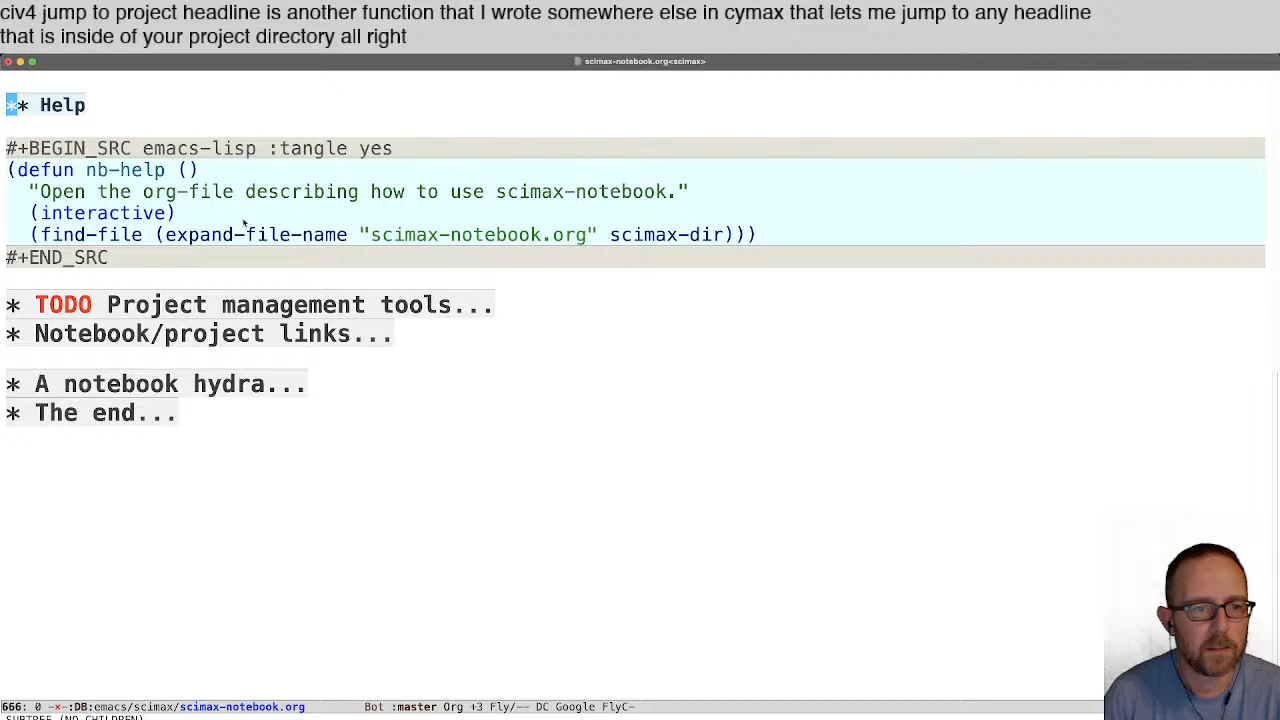 civ4 jump to project headline is another function that I wrote somewhere else in cymax that lets me jump to any headline
that is inside of your project directory all right
scimax-notebook.org<scimax>
** Help
#+BEGIN_SRC emacs-lisp :tangle yes
(defun nb-help ()
"Open the org-file describing how to use scimax-notebook."
(interactive)
(find-file (expand-file-name "scimax-notebook.org" scimax-dir)))
#+END_SRC
* TODO Project management tools...
* Notebook/project links...
* A notebook hydra...
* The end...
666: 0 -×-:DB:emacs/scimax/scimax-notebook.org Bot :master Org +3 Fly/-- DC Google FlyC-
SUBTREE (NO CHILDREN)